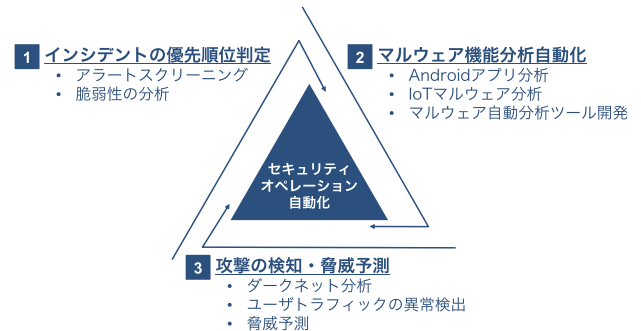 1 インシデントの優先順位判定
• アラートスクリーニング
• 脆弱性の分析
2 マルウェア機能分析自動化
• Androidアプリ分析
• IoTマルウェア分析
• マルウェア自動分析ツール開発
セキュリティ
オペレーション
自動化
3 攻撃の検知・脅威予測
• ダークネット分析
• ユーザトラフィックの異常検出
• 脅威予測